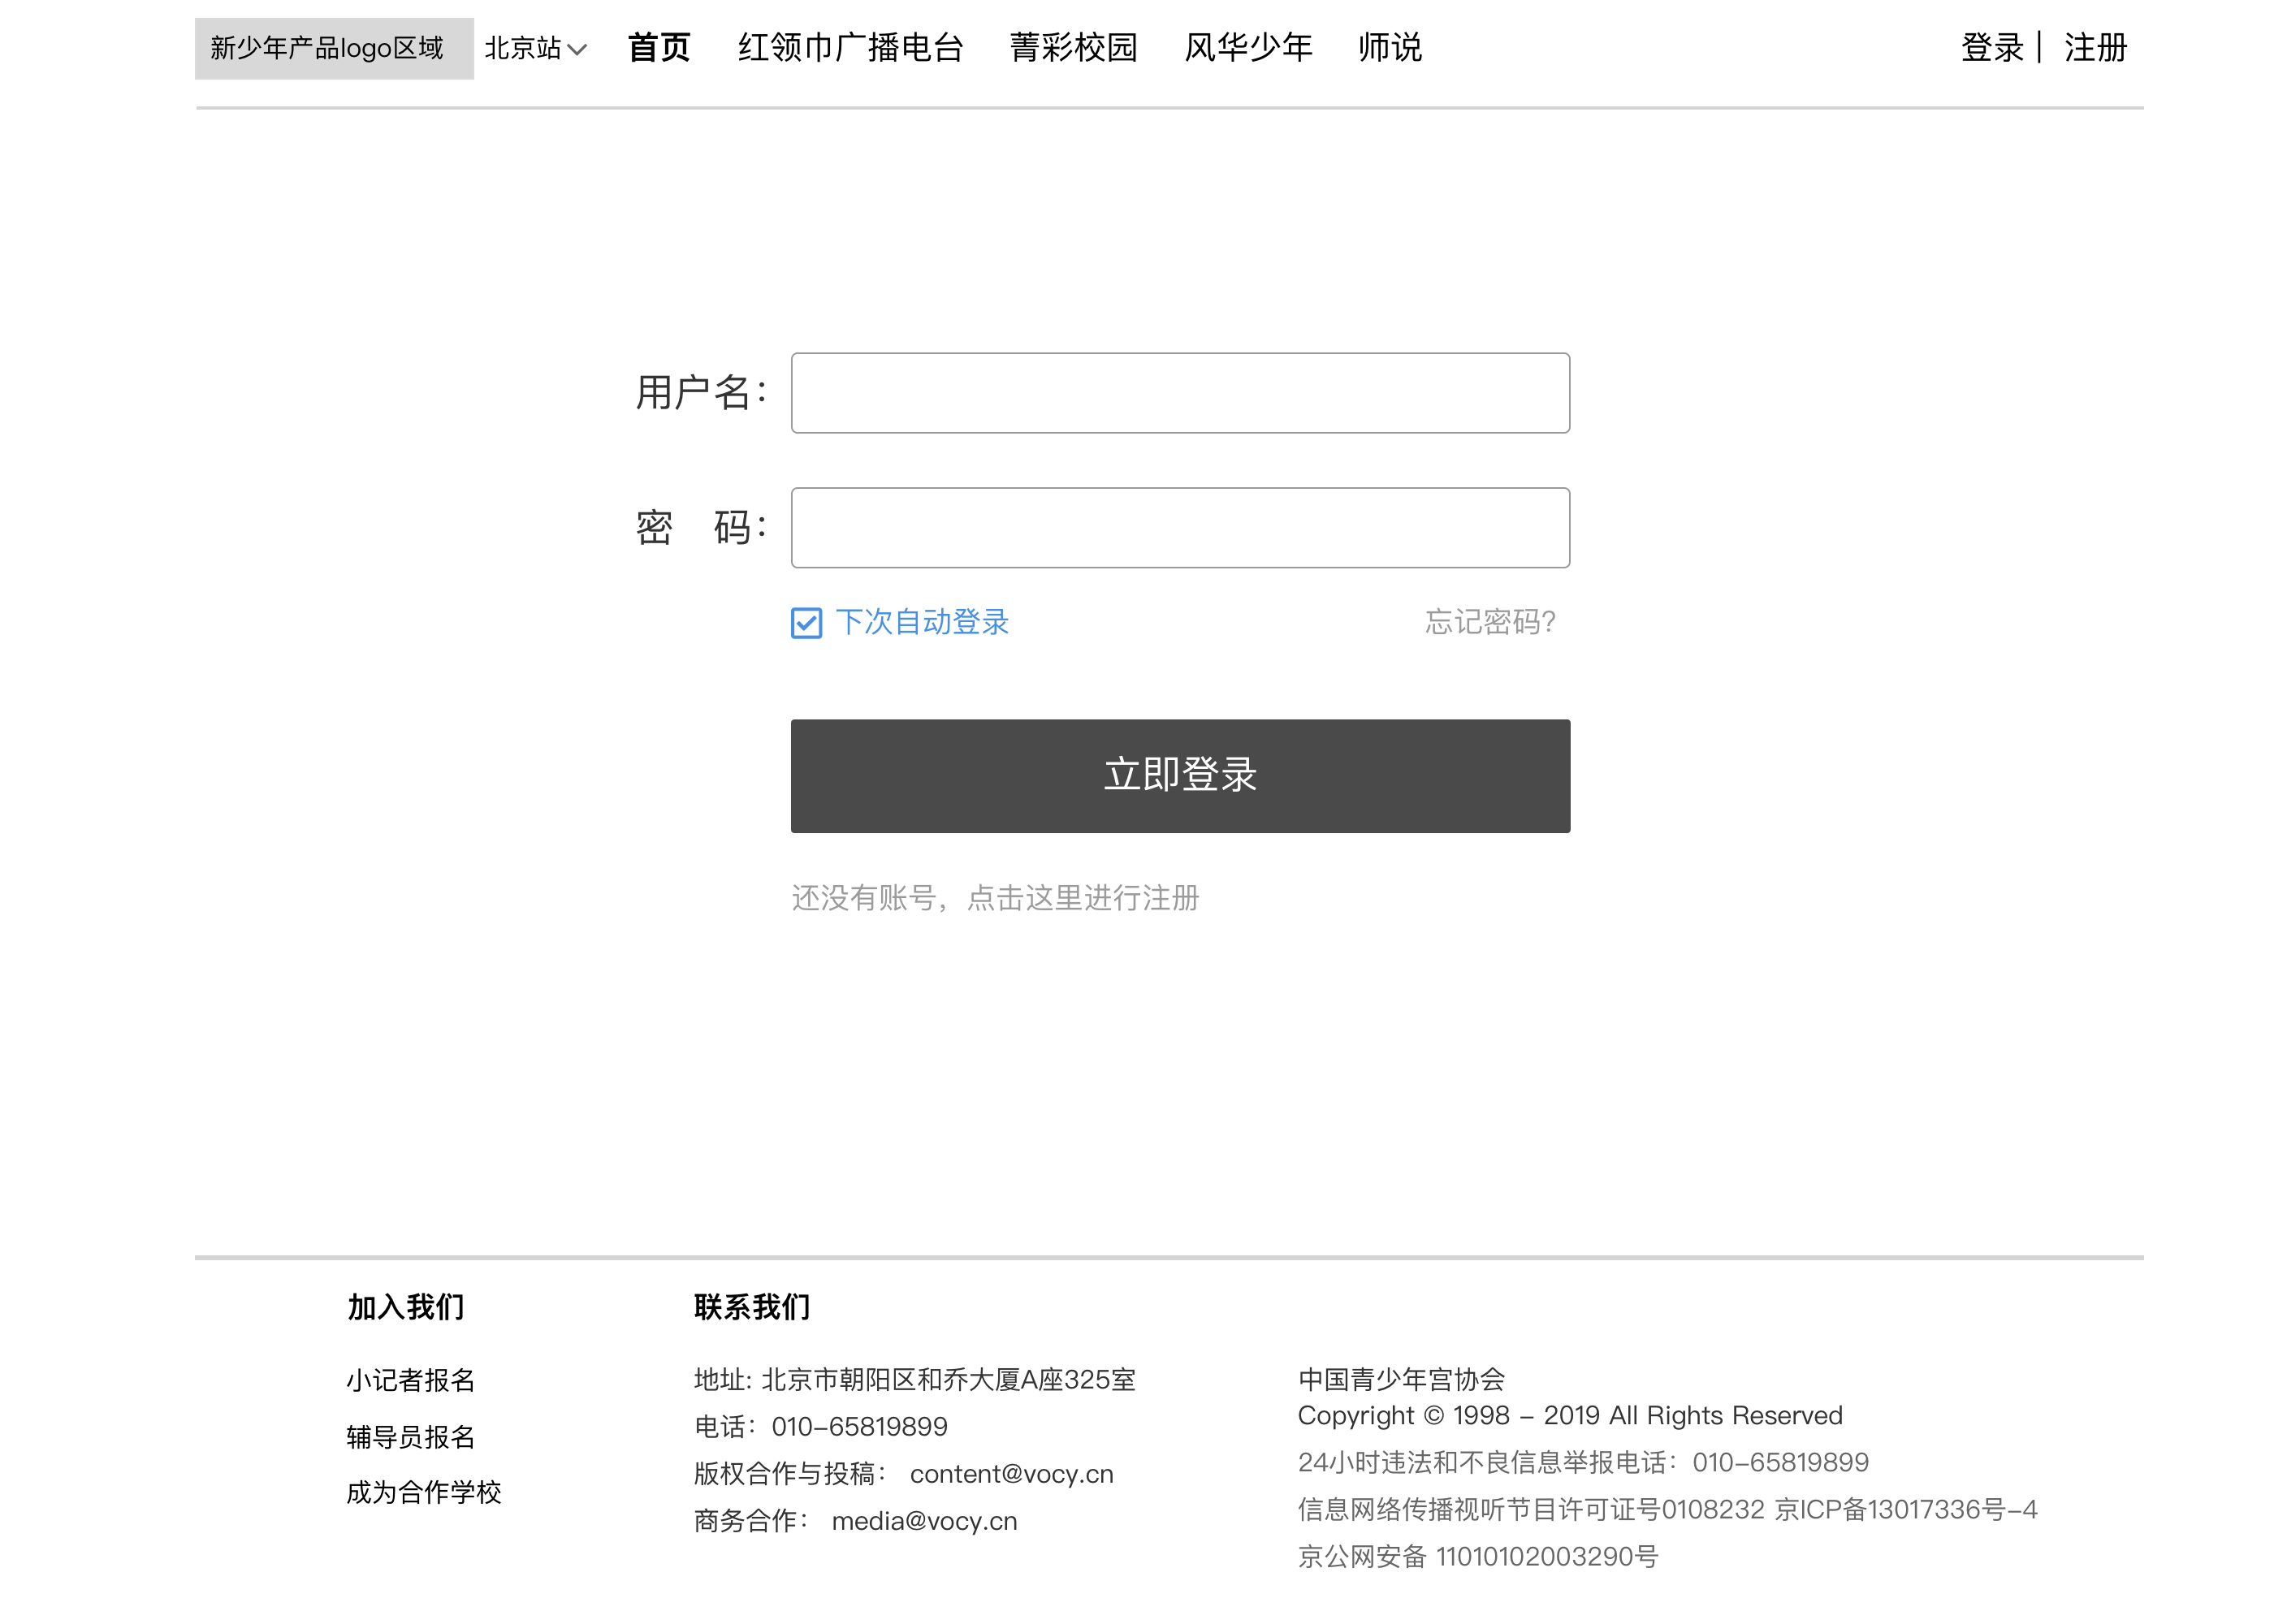 新少年产品logo区域 北京站 首页 红领巾广播电台 菁彩校园 风华少年 师说 登录 | 注册
用户名：
密 码：
下次自动登录 忘记密码?
立即登录
还没有账号，点击这里进行注册
加入我们
小记者报名
辅导员报名
成为合作学校
联系我们
地址: 北京市朝阳区和乔大厦A座325室
电话：010-65819899
版权合作与投稿： content@vocy.cn
商务合作： media@vocy.cn
中国青少年宫协会
Copyright © 1998 - 2019 All Rights Reserved
24小时违法和不良信息举报电话：010-65819899
信息网络传播视听节目许可证号0108232 京ICP备13017336号-4
京公网安备 11010102003290号